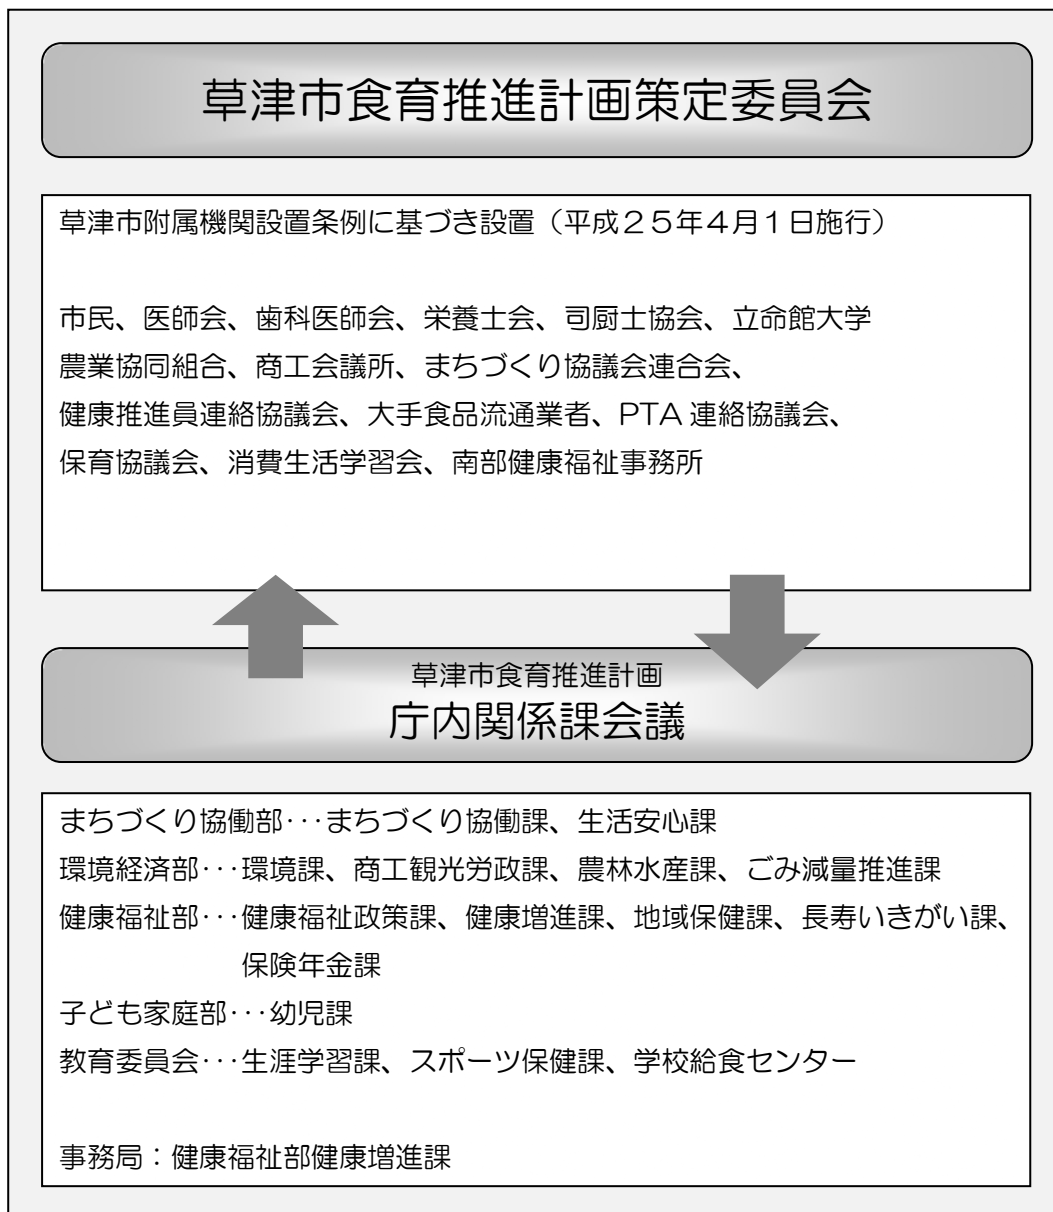 草津市食育推進計画策定委員会
草津市附属機関設置条例に基づき設置（平成２５年４月１日施行）
市民、医師会、歯科医師会、栄養士会、司厨士協会、立命館大学
農業協同組合、商工会議所、まちづくり協議会連合会、
健康推進員連絡協議会、大手食品流通業者、PTA 連絡協議会、
保育協議会、消費生活学習会、南部健康福祉事務所
草津市食育推進計画
庁内関係課会議
まちづくり協働部･･･まちづくり協働課、生活安心課
環境経済部･･･環境課、商工観光労政課、農林水産課、ごみ減量推進課
健康福祉部･･･健康福祉政策課、健康増進課、地域保健課、長寿いきがい課、
保険年金課
子ども家庭部･･･幼児課
教育委員会･･･生涯学習課、スポーツ保健課、学校給食センター
事務局：健康福祉部健康増進課